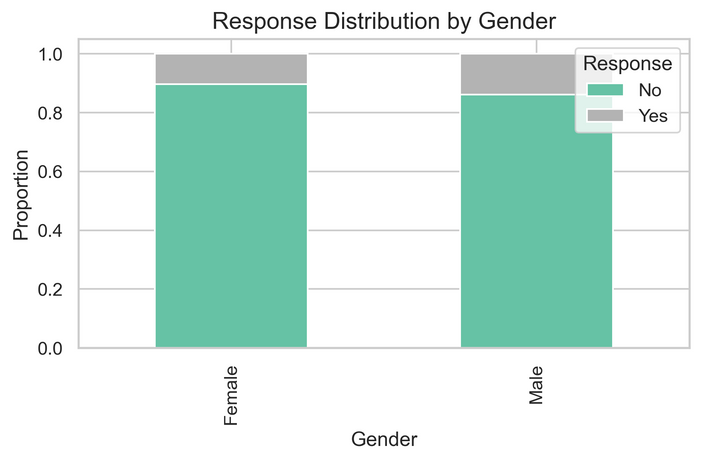 Response Distribution by Gender
Response
No
Yes
1.0
0.8
0.6
0.4
0.2
0.0
Proportion
Female
Male
Gender